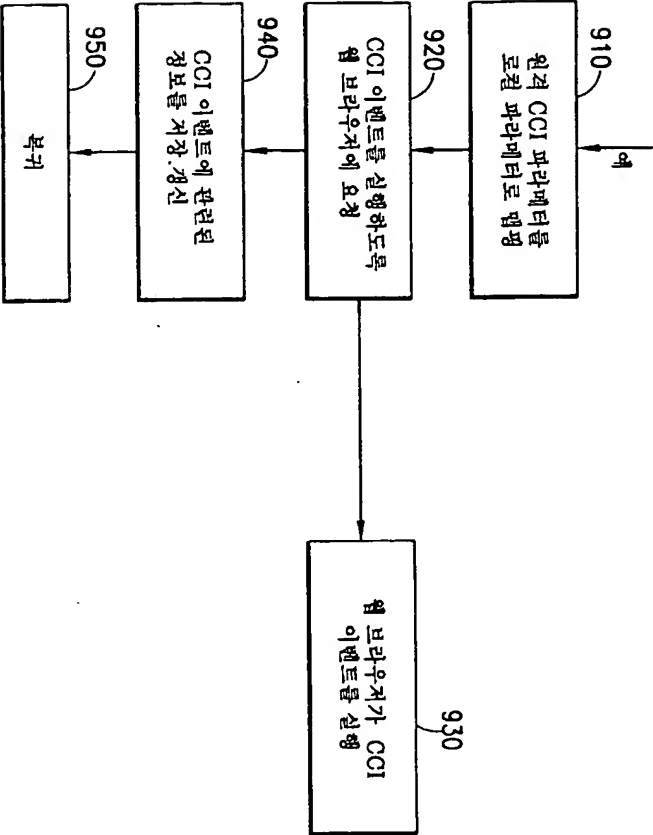 예
910
원격 CCI 파라메터를
로컬 파라메터로 맵핑
920
CCI 이벤트를 실행하도록
웹 브라우저에 요청
930
웹 브라우저가 CCI
이벤트를 실행
940
CCI 이벤트에 관련된
정보를 저장.갱신
950
복귀